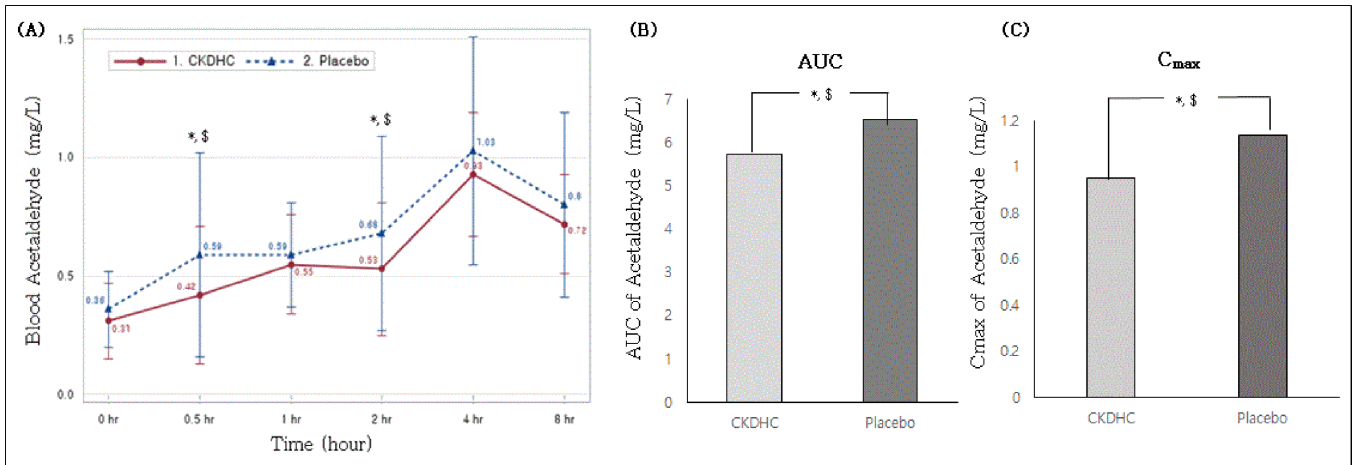 (A)
1.5
1.0
0.5
0.0
Blood Acetaldehyde (mg/L)
1. CKDHC
2. Placebo
*, $
*, $
0.36
0.31
0.59
0.42
0.59
0.55
0.68
0.53
1.03
0.93
0.8
0.72
0 hr
0.5 hr
1 hr
2 hr
4 hr
8 hr
Time (hour)
(B)
AUC
*, $
AUC of Acetaldehyde (mg/L)
7
6
5
4
3
2
1
0
CKDHC
Placebo
(C)
Cmax
*, $
Cmax of Acetaldehyde (mg/L)
1.2
1
0.8
0.6
0.4
0.2
0
CKDHC
Placebo